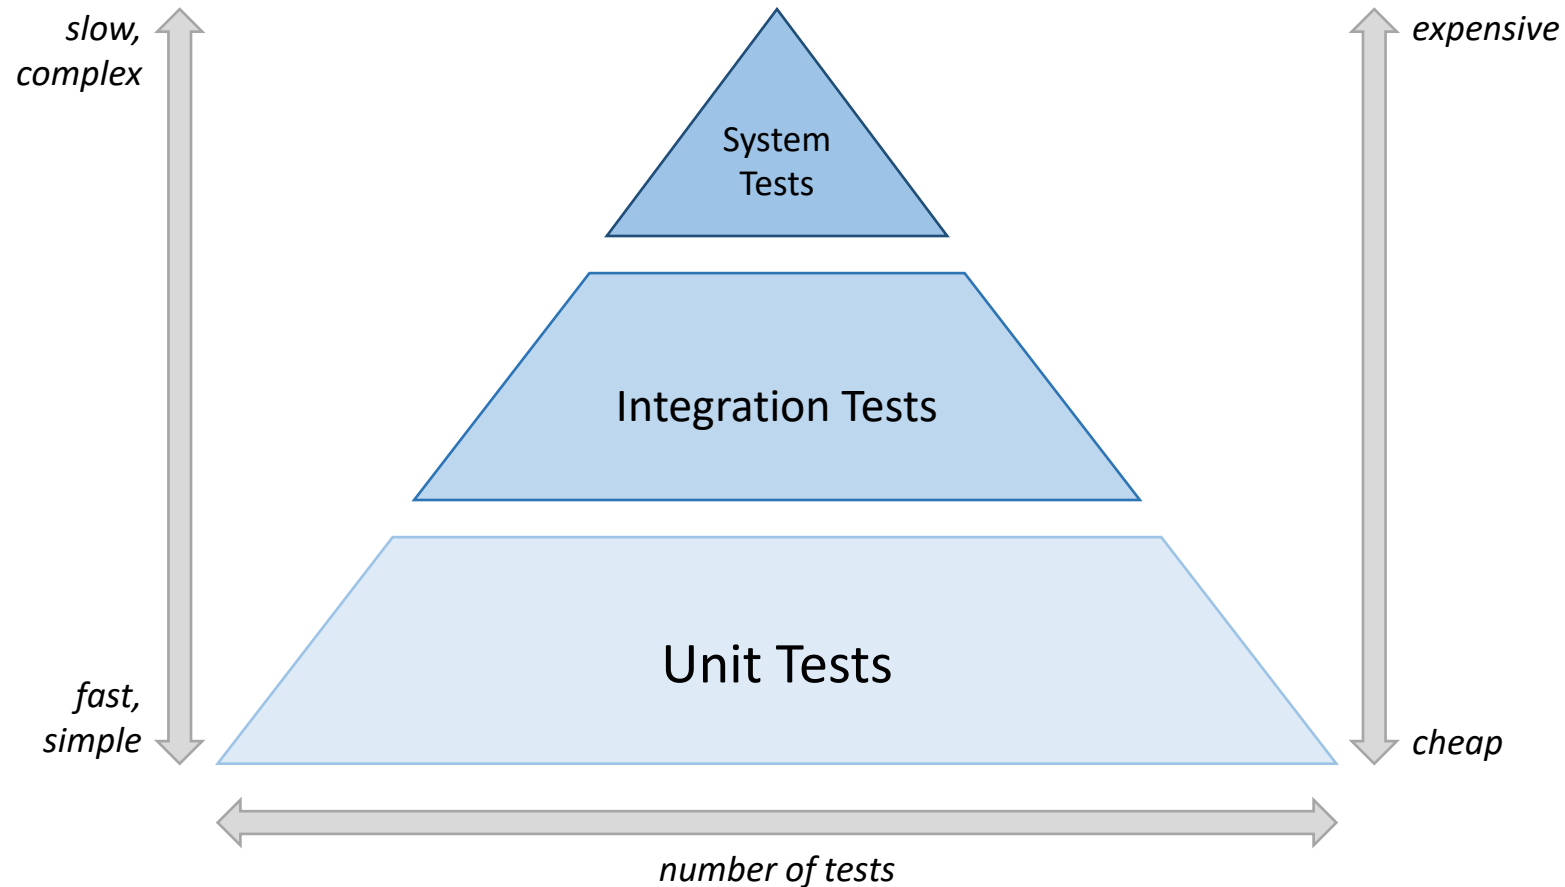 slow,
complex
expensive
System
Tests
Integration Tests
Unit Tests
fast,
simple
cheap
number of tests